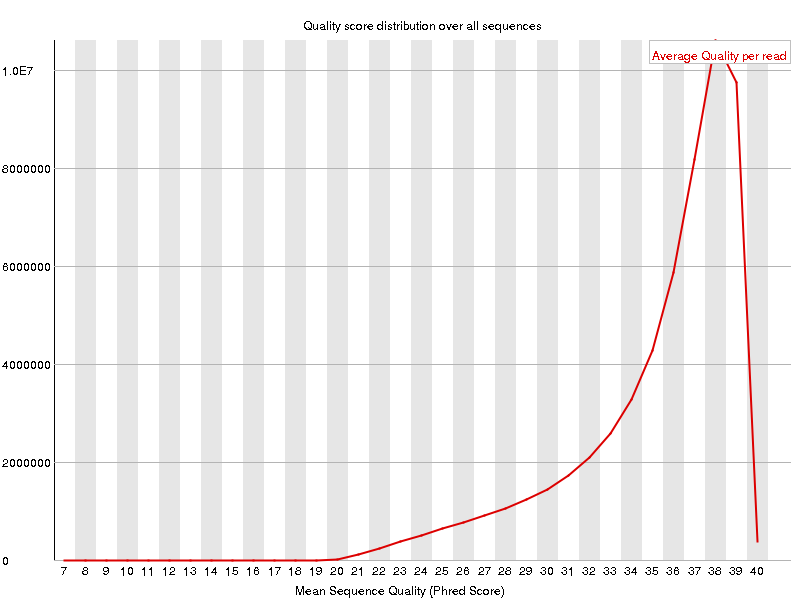 Quality score distribution over all sequences
Average Quality per read
1.0E7
8000000
6000000
4000000
2000000
0
7 8 9 10 11 12 13 14 15 16 17 18 19 20 21 22 23 24 25 26 27 28 29 30 31 32 33 34 35 36 37 38 39 40
Mean Sequence Quality (Phred Score)